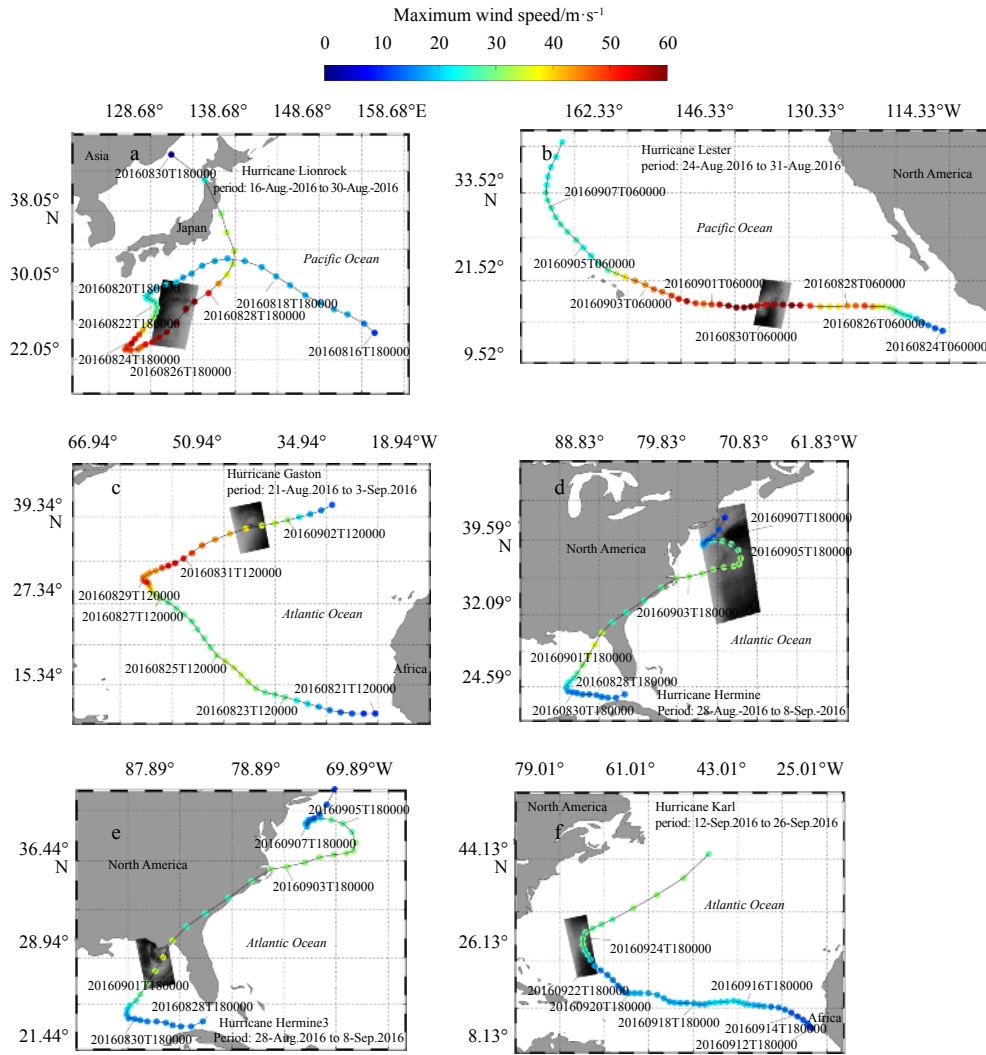 Maximum wind speed/m·s⁻¹
0 10 20 30 40 50 60
128.68° 138.68° 148.68° 158.68°E
38.05°
N
30.05°
22.05°
Asia
a
20160830T180000
Hurricane Lionrock
period: 16-Aug.-2016 to 30-Aug.-2016
Japan
Pacific Ocean
20160820T180000
20160818T180000
20160822T180000
20160828T180000
20160816T180000
20160824T180000
20160826T180000
162.33° 146.33° 130.33° 114.33°W
33.52°
N
21.52°
9.52°
b
Hurricane Lester
period: 24-Aug.2016 to 31-Aug.2016
North America
20160907T060000
Pacific Ocean
20160905T060000
20160901T060000
20160828T060000
20160903T060000
20160826T060000
20160830T060000
20160824T060000
66.94° 50.94° 34.94° 18.94°W
39.34°
N
27.34°
15.34°
c
Hurricane Gaston
period: 21-Aug.2016 to 3-Sep.2016
20160902T120000
20160831T120000
20160829T120000
20160827T120000
Atlantic Ocean
20160825T120000
Africa
20160821T120000
20160823T120000
88.83° 79.83° 70.83° 61.83°W
39.59°
N
32.09°
24.59°
d
20160907T180000
North America
20160905T180000
20160903T180000
Atlantic Ocean
20160901T180000
20160828T180000
Hurricane Hermine
20160830T180000
Period: 28-Aug.-2016 to 8-Sep.-2016
87.89° 78.89° 69.89°W
36.44°
N
28.94°
21.44°
e
20160905T180000
20160907T180000
North America
20160903T180000
Atlantic Ocean
20160901T180000
20160828T180000
Hurricane Hermine3
20160830T180000
Period: 28-Aug.2016 to 8-Sep.2016
79.01° 61.01° 43.01° 25.01°W
44.13°
N
26.13°
8.13°
North America
Hurricane Karl
period: 12-Sep.2016 to 26-Sep.2016
f
Atlantic Ocean
20160924T180000
20160922T180000
20160916T180000
20160920T180000
20160918T180000
Africa
20160914T180000
20160912T180000